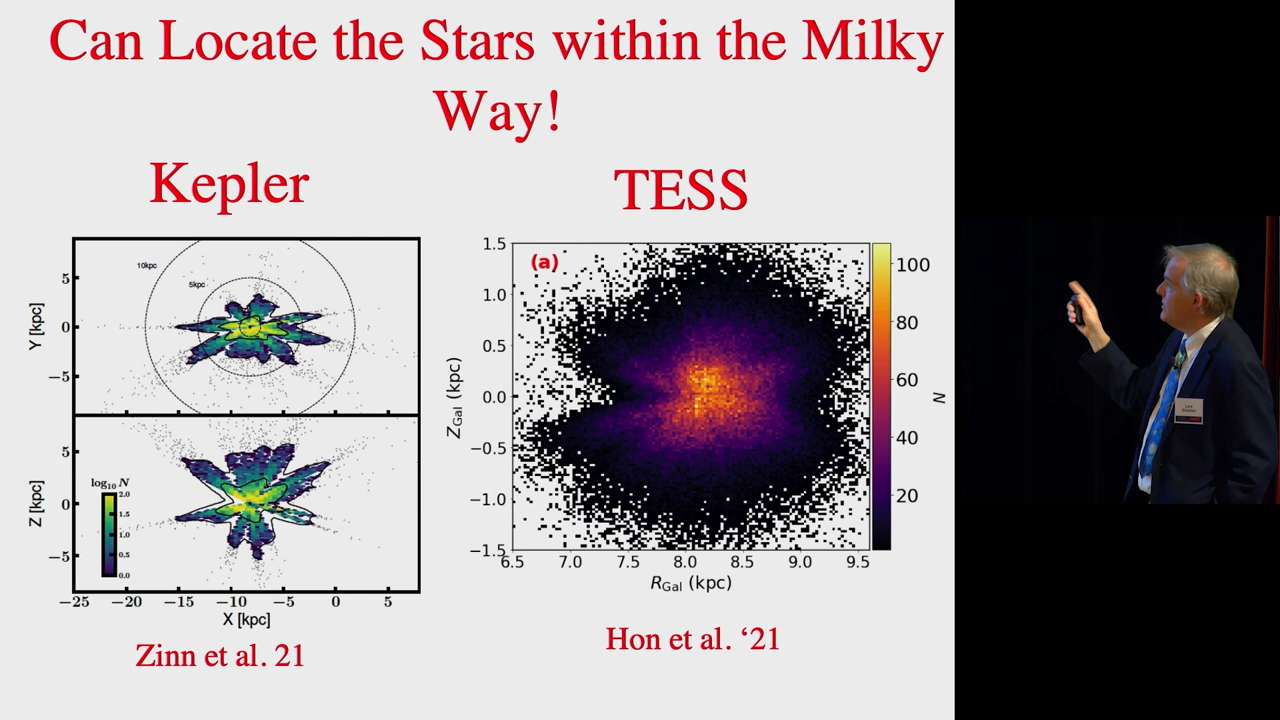 Can Locate the Stars within the Milky
Way!
Kepler
TESS
10kpc
5kpc
5
0
−5
Y [kpc]
5
0
−5
Z [kpc]
log₁₀ N
2.0
1.5
1.0
0.5
0.0
−25 −20 −15 −10 −5 0 5
X [kpc]
Zinn et al. 21
(a)
1.5
1.0
0.5
0.0
−0.5
−1.0
−1.5
Z_Gal (kpc)
6.5 7.0 7.5 8.0 8.5 9.0 9.5
R_Gal (kpc)
100
80
60
40
20
N
Hon et al. ‘21